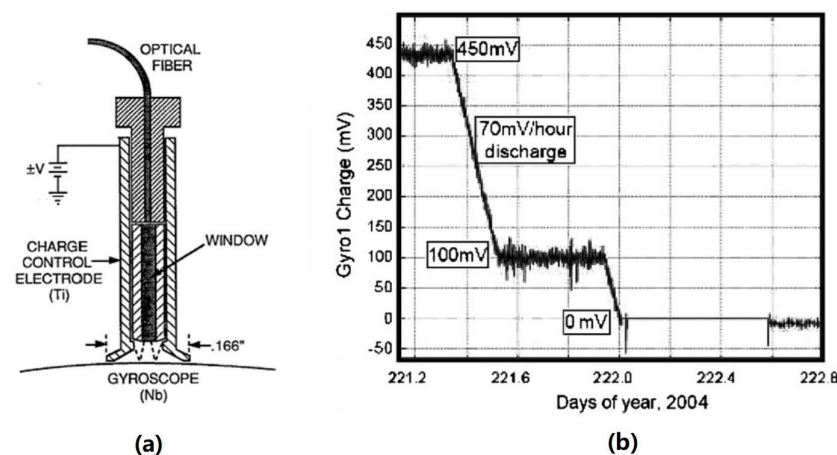 OPTICAL
FIBER
±V
WINDOW
CHARGE
CONTROL
ELECTRODE
(Ti)
.166"
GYROSCOPE
(Nb)
(a)
Gyro1 Charge (mV)
450
400
350
300
250
200
150
100
50
0
-50
450mV
70mV/hour
discharge
100mV
0 mV
221.2
221.6
222.0
222.4
222.8
Days of year, 2004
(b)